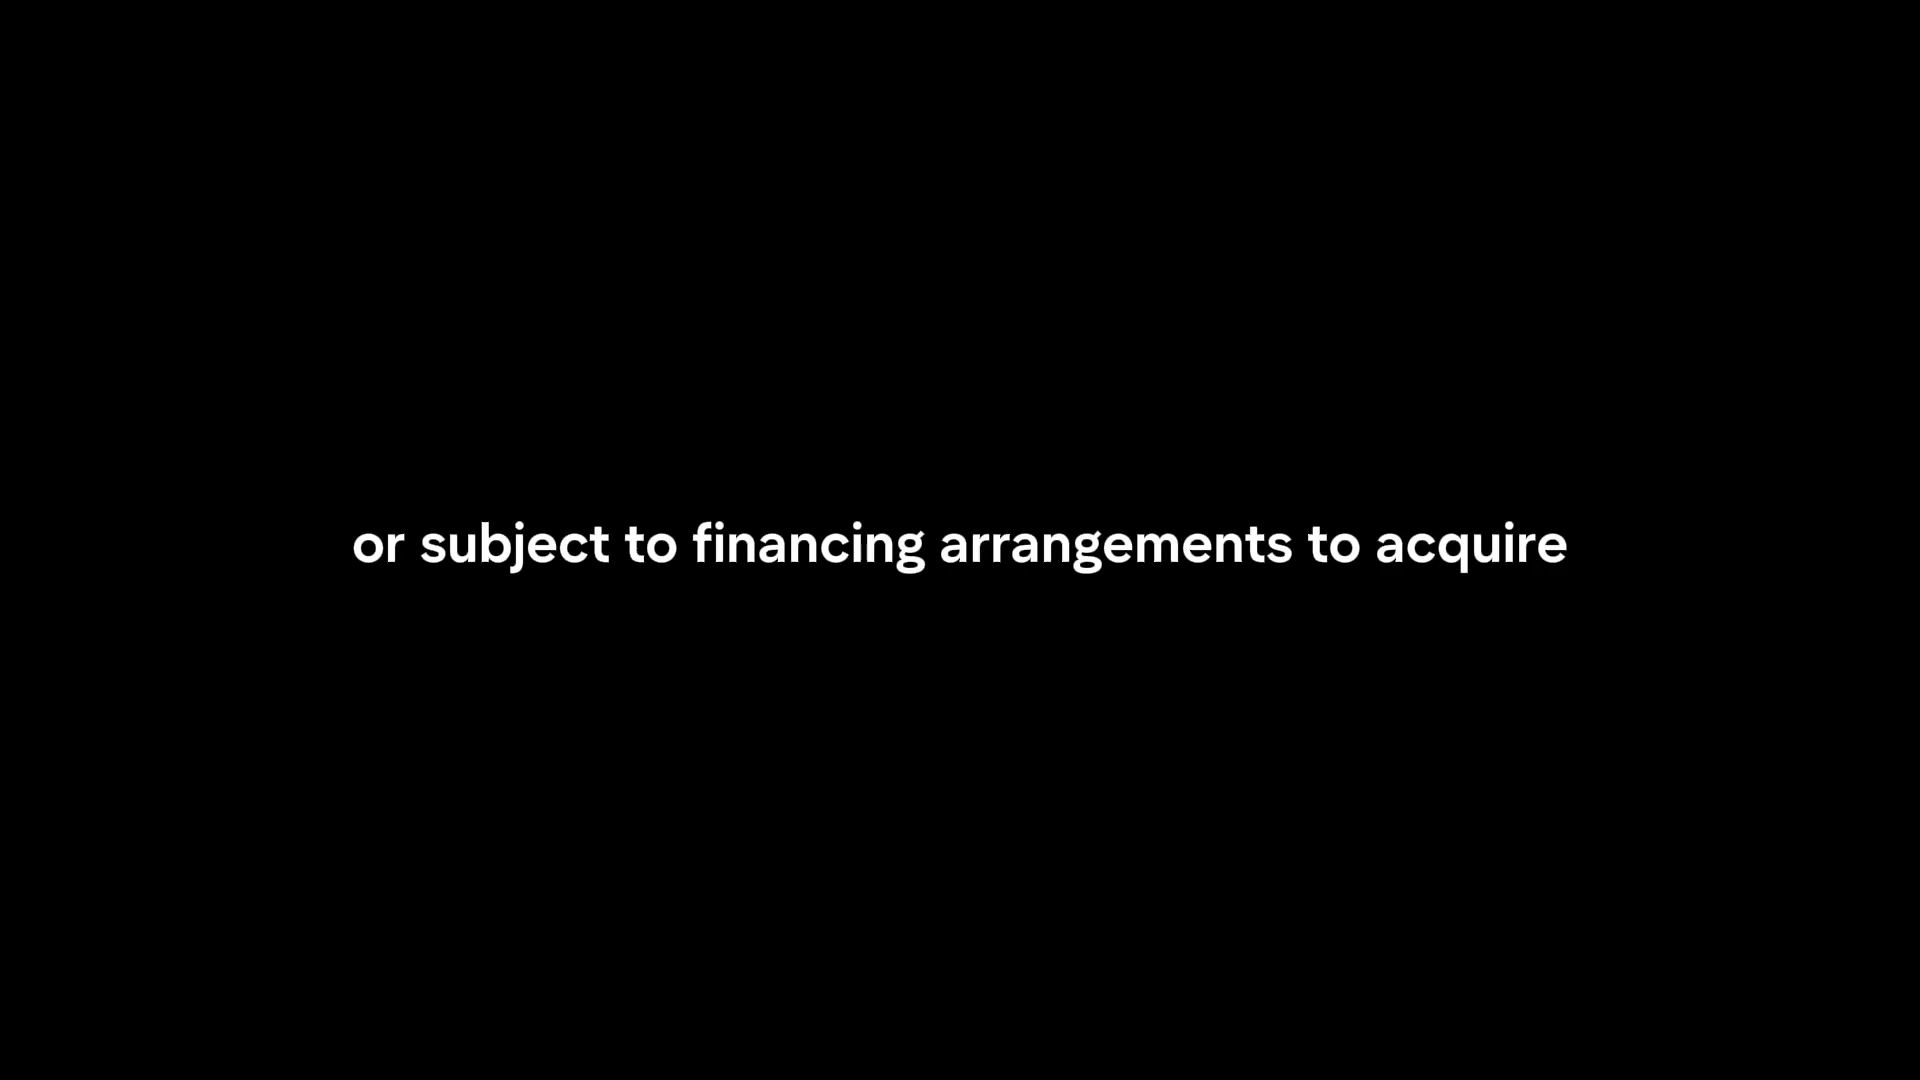 or subject to financing arrangements to acquire